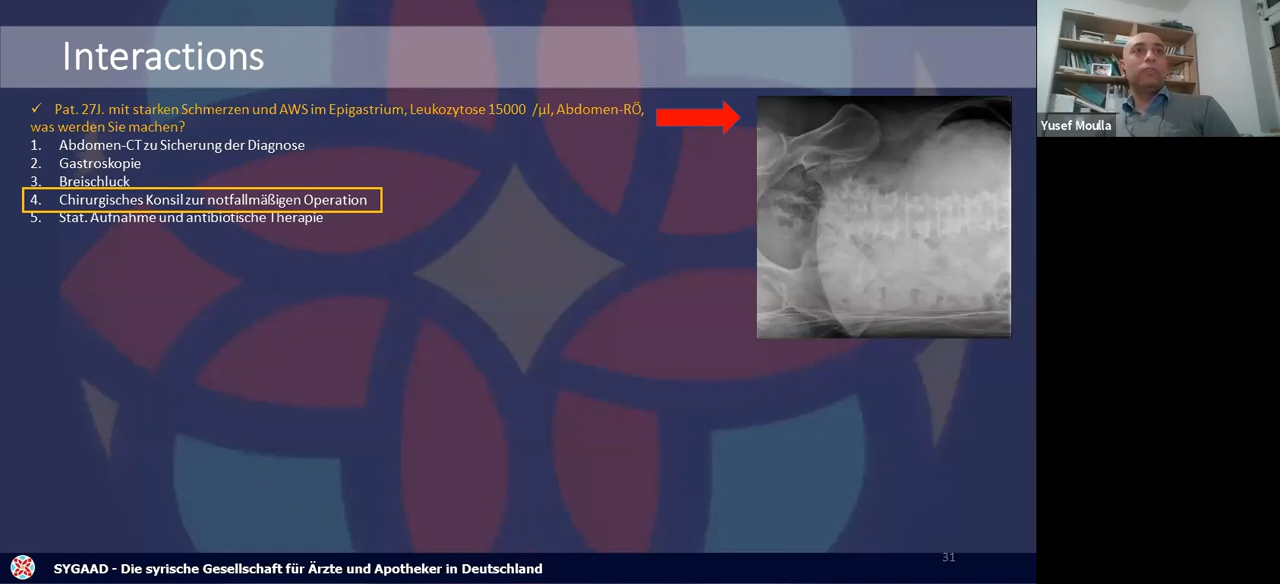 Interactions
✓ Pat. 27J. mit starken Schmerzen und AWS im Epigastrium, Leukozytose 15000 /µl, Abdomen-RÖ,
was werden Sie machen?
1. Abdomen-CT zu Sicherung der Diagnose
2. Gastroskopie
3. Breischluck
4. Chirurgisches Konsil zur notfallmäßigen Operation
5. Stat. Aufnahme und antibiotische Therapie
Yusef Moulla
31
SYGAAD - Die syrische Gesellschaft für Ärzte und Apotheker in Deutschland